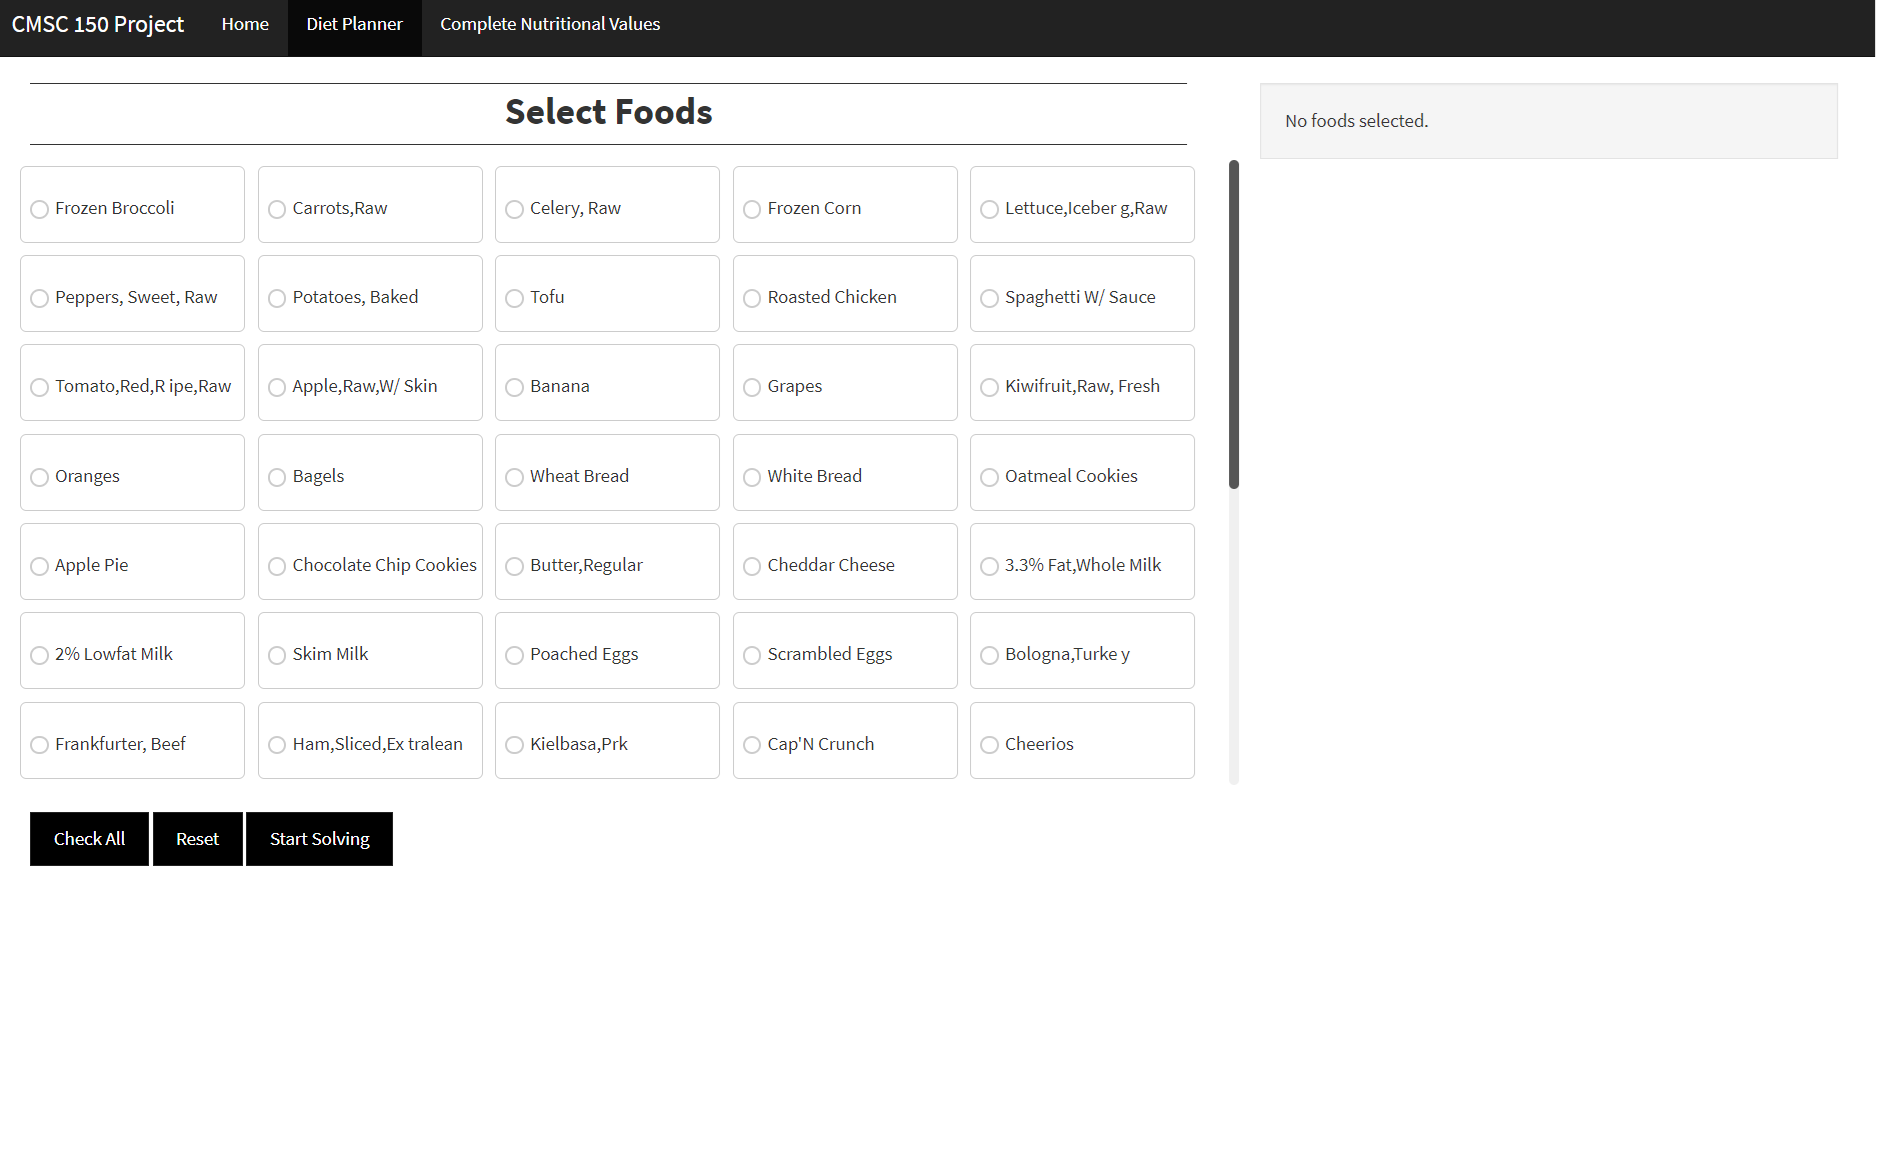 CMSC 150 Project Home Diet Planner Complete Nutritional Values
Select Foods
No foods selected.
Frozen Broccoli Carrots,Raw Celery, Raw Frozen Corn Lettuce,Iceber g,Raw
Peppers, Sweet, Raw Potatoes, Baked Tofu Roasted Chicken Spaghetti W/ Sauce
Tomato,Red,R ipe,Raw Apple,Raw,W/ Skin Banana Grapes Kiwifruit,Raw, Fresh
Oranges Bagels Wheat Bread White Bread Oatmeal Cookies
Apple Pie Chocolate Chip Cookies Butter,Regular Cheddar Cheese 3.3% Fat,Whole Milk
2% Lowfat Milk Skim Milk Poached Eggs Scrambled Eggs Bologna,Turke y
Frankfurter, Beef Ham,Sliced,Ex tralean Kielbasa,Prk Cap'N Crunch Cheerios
Check All Reset Start Solving